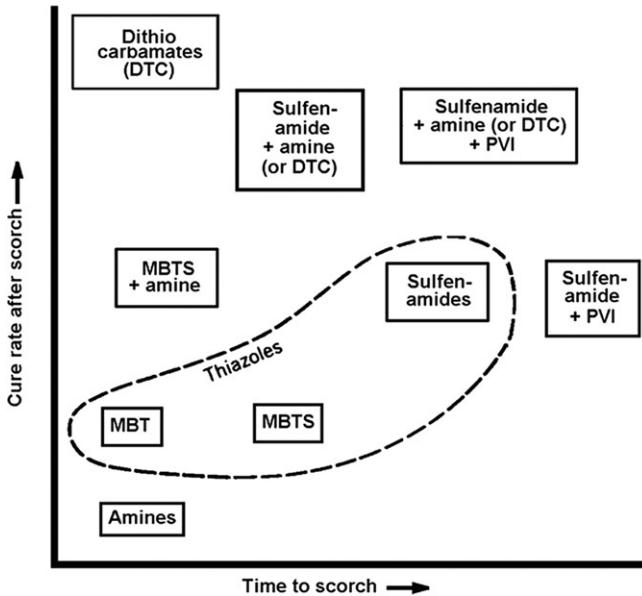 Dithio
carbamates
(DTC)
Sulfen-
amide
+ amine
(or DTC)
Sulfenamide
+ amine (or DTC)
+ PVI
MBTS
+ amine
Sulfen-
amides
Sulfen-
amide
+ PVI
Thiazoles
MBT
MBTS
Amines
Cure rate after scorch
Time to scorch